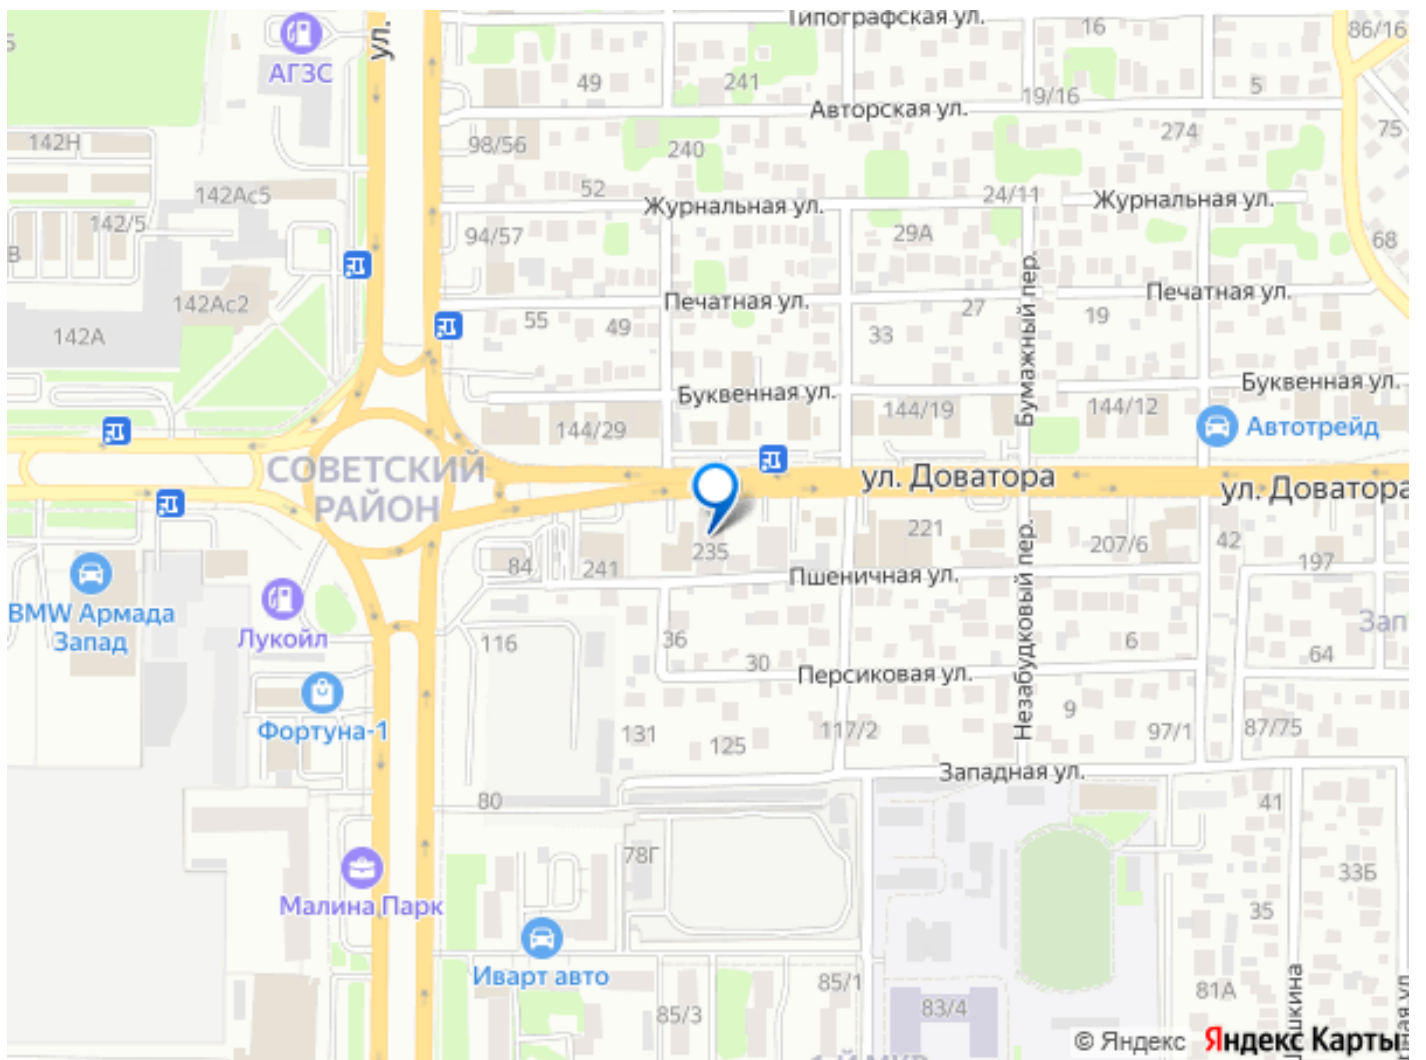 Типографская ул.
16
86/16
АГЗС
ул.
49
241
19/16
5
Авторская ул.
142Н
98/56
240
274
75
142Ас5
52
24/11
Журнальная ул.
Журнальная ул.
142/5
94/57
29А
68
В
142Ас2
Печатная ул.
27
Бумажный пер.
Печатная ул.
142А
55
49
33
19
Буквенная ул.
Буквенная ул.
144/29
144/19
144/12
Автотрейд
СОВЕТСКИЙ
РАЙОН
ул. Доватора
ул. Доватора
235
221
207/6
42
197
84
241
Пшеничная ул.
Незабудковый пер.
BMW Армада
Запад
Лукойл
116
36
30
6
64
Персиковая ул.
Фортуна-1
131
125
117/2
9
97/1
87/75
Западная ул.
80
41
78Г
33Б
Малина Парк
35
Иварт авто
85/1
81А
85/3
83/4
© Яндекс
Яндекс Карты